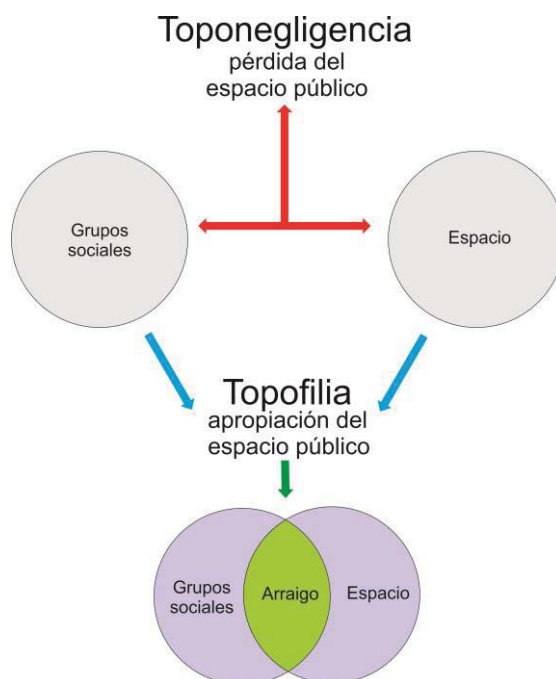 Toponegligencia
pérdida del
espacio público
Grupos
sociales
Espacio
Topofilia
apropiación del
espacio público
Grupos
sociales
Arraigo
Espacio